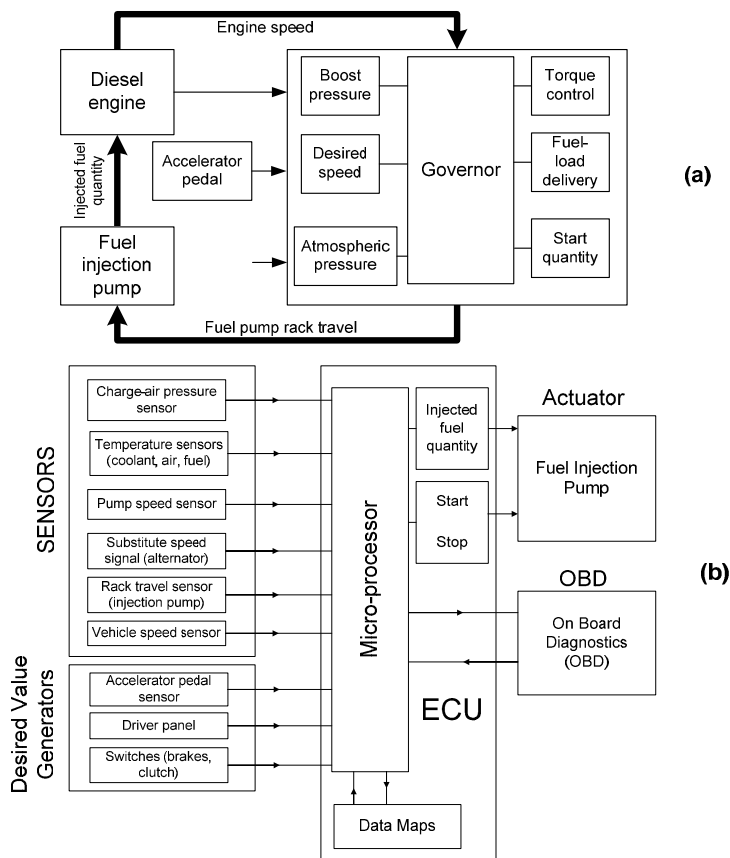 Engine speed
Diesel
engine
Boost
pressure
Torque
control
Injected fuel
quantity
Accelerator
pedal
Desired
speed
Governor
Fuel-
load
delivery
(a)
Fuel
injection
pump
Atmospheric
pressure
Start
quantity
Fuel pump rack travel
SENSORS
Charge-air pressure
sensor
Temperature sensors
(coolant, air, fuel)
Pump speed sensor
Substitute speed
signal (alternator)
Rack travel sensor
(injection pump)
Vehicle speed sensor
Desired Value
Generators
Accelerator pedal
sensor
Driver panel
Switches (brakes,
clutch)
Micro-processor
Injected
fuel
quantity
Start
Stop
ECU
Data Maps
Actuator
Fuel Injection
Pump
OBD
On Board
Diagnostics
(OBD)
(b)